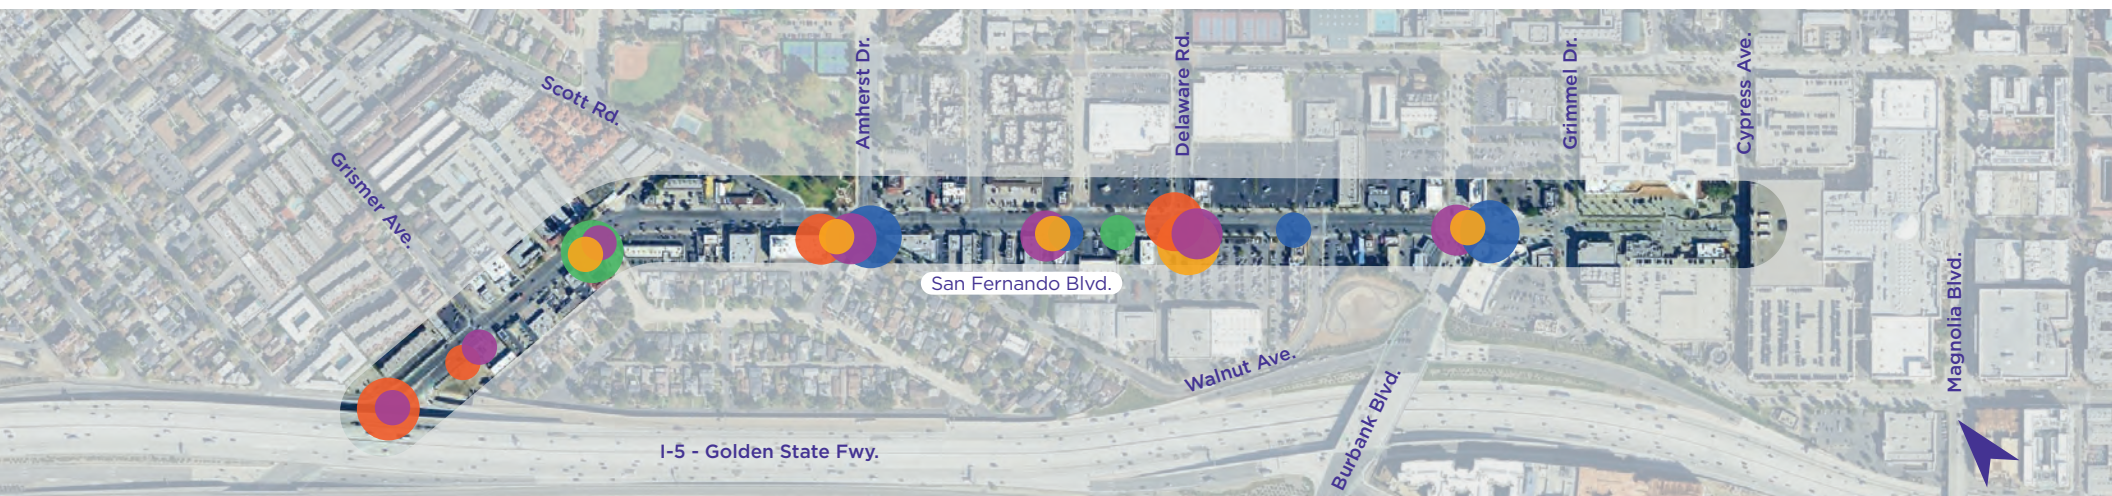 Scott Rd.
Grismer Ave.
Amherst Dr.
Delaware Rd.
Grimmel Dr.
Cypress Ave.
San Fernando Blvd.
Walnut Ave.
Burbank Blvd.
Magnolia Blvd.
I-5 - Golden State Fwy.